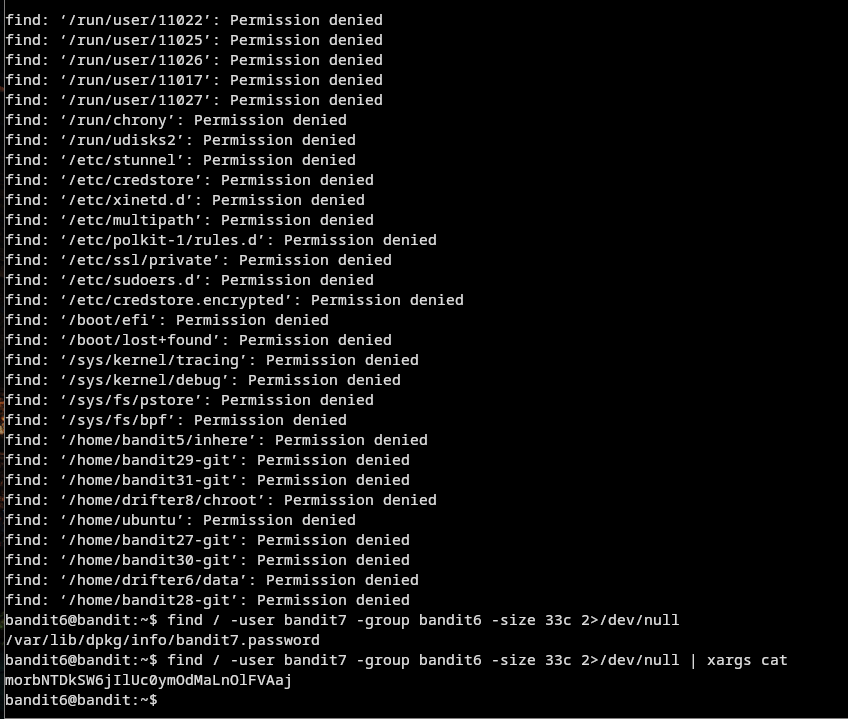 find: ‘/run/user/11022’: Permission denied
find: ‘/run/user/11025’: Permission denied
find: ‘/run/user/11026’: Permission denied
find: ‘/run/user/11017’: Permission denied
find: ‘/run/user/11027’: Permission denied
find: ‘/run/chrony’: Permission denied
find: ‘/run/udisks2’: Permission denied
find: ‘/etc/stunnel’: Permission denied
find: ‘/etc/credstore’: Permission denied
find: ‘/etc/xinetd.d’: Permission denied
find: ‘/etc/multipath’: Permission denied
find: ‘/etc/polkit-1/rules.d’: Permission denied
find: ‘/etc/ssl/private’: Permission denied
find: ‘/etc/sudoers.d’: Permission denied
find: ‘/etc/credstore.encrypted’: Permission denied
find: ‘/boot/efi’: Permission denied
find: ‘/boot/lost+found’: Permission denied
find: ‘/sys/kernel/tracing’: Permission denied
find: ‘/sys/kernel/debug’: Permission denied
find: ‘/sys/fs/pstore’: Permission denied
find: ‘/sys/fs/bpf’: Permission denied
find: ‘/home/bandit5/inhere’: Permission denied
find: ‘/home/bandit29-git’: Permission denied
find: ‘/home/bandit31-git’: Permission denied
find: ‘/home/drifter8/chroot’: Permission denied
find: ‘/home/ubuntu’: Permission denied
find: ‘/home/bandit27-git’: Permission denied
find: ‘/home/bandit30-git’: Permission denied
find: ‘/home/drifter6/data’: Permission denied
find: ‘/home/bandit28-git’: Permission denied
bandit6@bandit:~$ find / -user bandit7 -group bandit6 -size 33c 2>/dev/null
/var/lib/dpkg/info/bandit7.password
bandit6@bandit:~$ find / -user bandit7 -group bandit6 -size 33c 2>/dev/null | xargs cat
morbNTDkSW6jIlUc0ymOdMaLnOlFVAaj
bandit6@bandit:~$